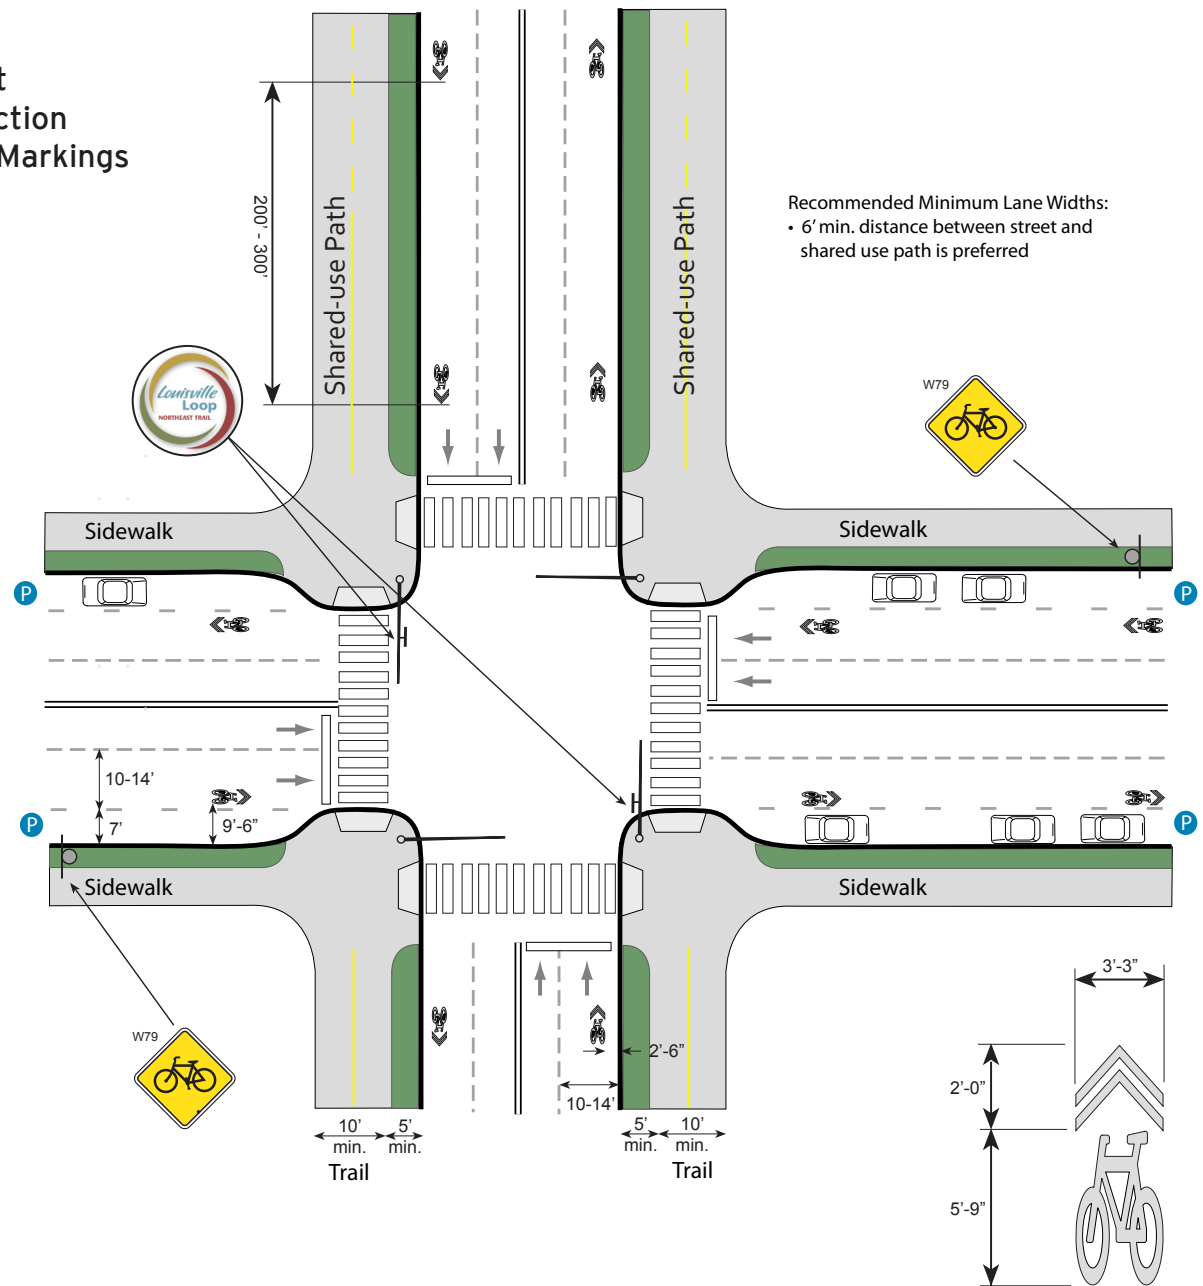 t
ction
Markings
200' - 300'
Shared-use Path
Shared-use Path
Recommended Minimum Lane Widths:
• 6' min. distance between street and
shared use path is preferred
Louisville
Loop
NORTHEAST TRAIL
W79
Sidewalk
Sidewalk
P
P
10-14'
7'
9'-6"
P
P
Sidewalk
Sidewalk
W79
2'-6"
10-14'
10'
min.
5'
min.
Trail
5'
min.
10'
min.
Trail
3'-3"
2'-0"
5'-9"